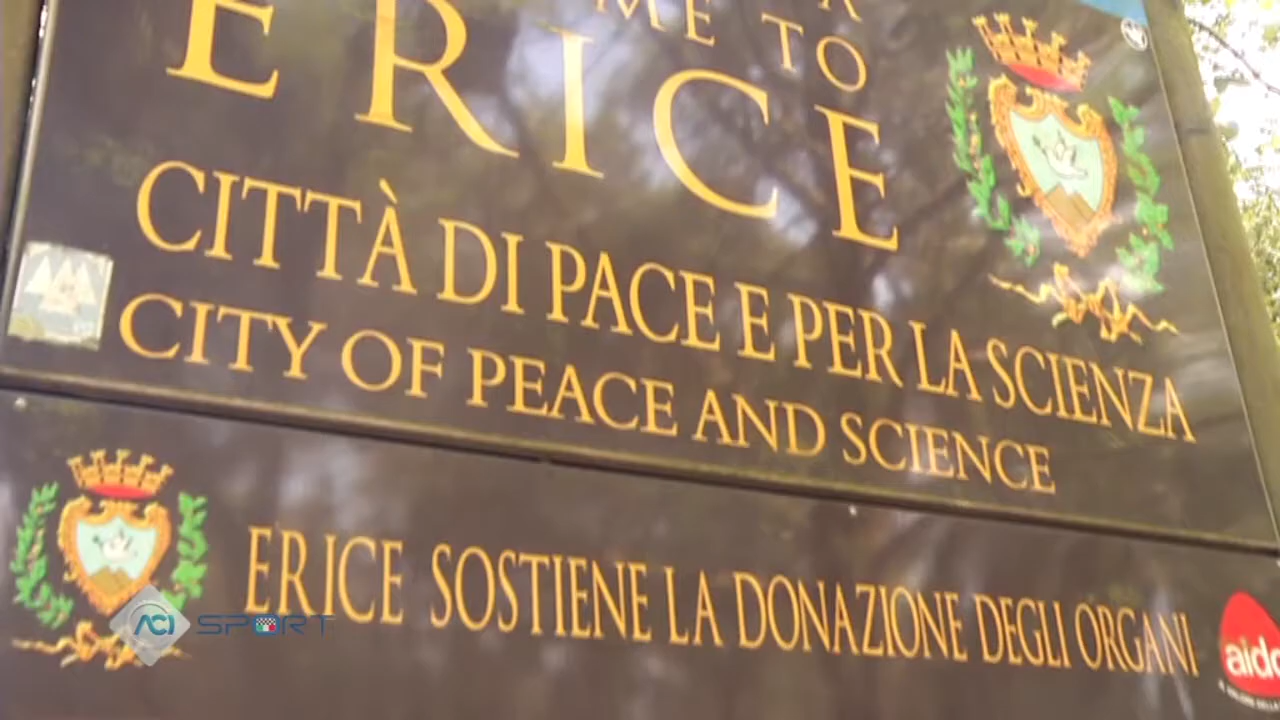 ME TO
ERICE
CITTÀ DI PACE E PER LA SCIENZA
CITY OF PEACE AND SCIENCE
ERICE SOSTIENE LA DONAZIONE DEGLI ORGANI
aido
ACI SPORT